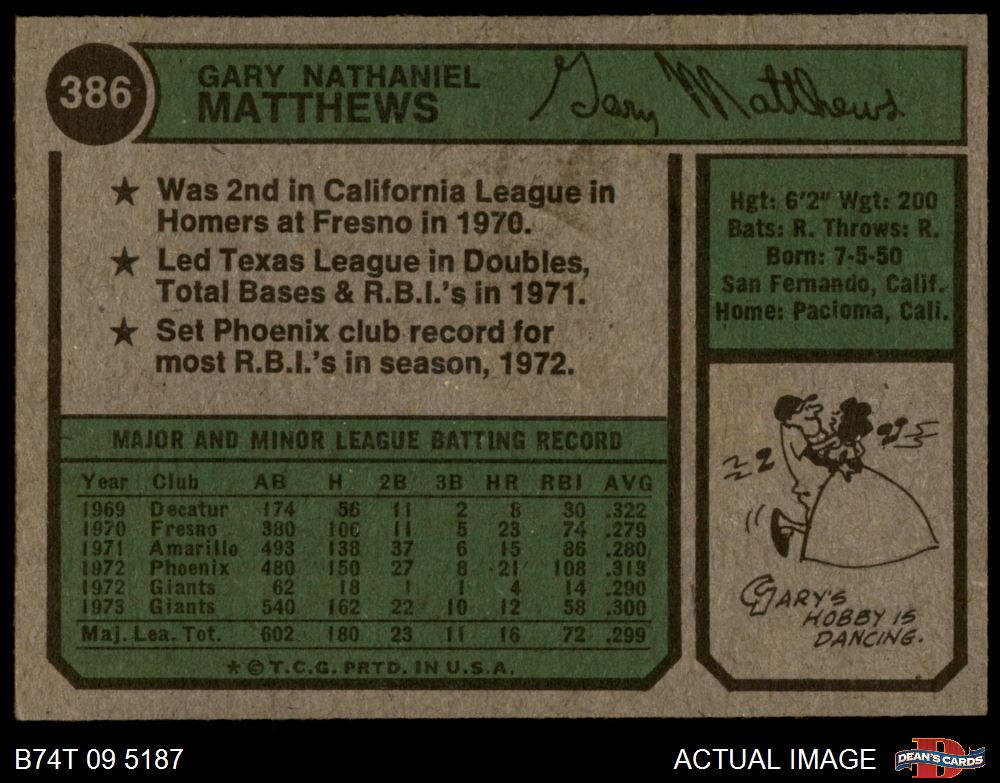 386
GARY NATHANIEL
MATTHEWS
Gary Matthews
★ Was 2nd in California League in
Homers at Fresno in 1970.
★ Led Texas League in Doubles,
Total Bases & R.B.I.'s in 1971.
★ Set Phoenix club record for
most R.B.I.'s in season, 1972.
Hgt: 6'2" Wgt: 200
Bats: R. Throws: R.
Born: 7-5-50
San Fernando, Calif.
Home: Pacioma, Cali.
MAJOR AND MINOR LEAGUE BATTING RECORD
Year Club AB H 2B 3B HR RBI AVG
1969 Decatur 174 56 11 2 8 30 .322
1970 Fresno 380 106 11 5 23 74 .279
1971 Amarillo 493 138 37 6 15 86 .280
1972 Phoenix 480 150 27 8 21 108 .313
1972 Giants 62 18 1 1 4 14 .290
1973 Giants 540 162 22 10 12 58 .300
Maj. Lea. Tot. 602 180 23 11 16 72 .299
★ © T.C.G. PRTD. IN U.S.A.
GARY'S
HOBBY IS
DANCING.
B74T 09 5187
ACTUAL IMAGE
D
DEAN'S CARDS